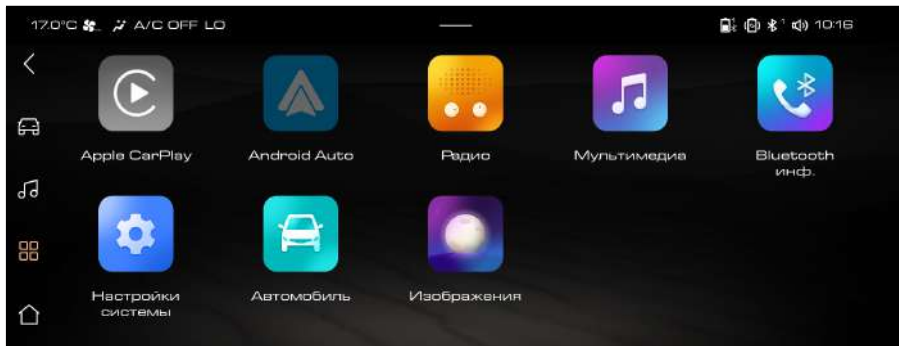 17.0°C A/C OFF LO
10:16
Apple CarPlay
Android Auto
Радио
Мультимедиа
Bluetooth
инф.
Настройки
системы
Автомобиль
Изображения